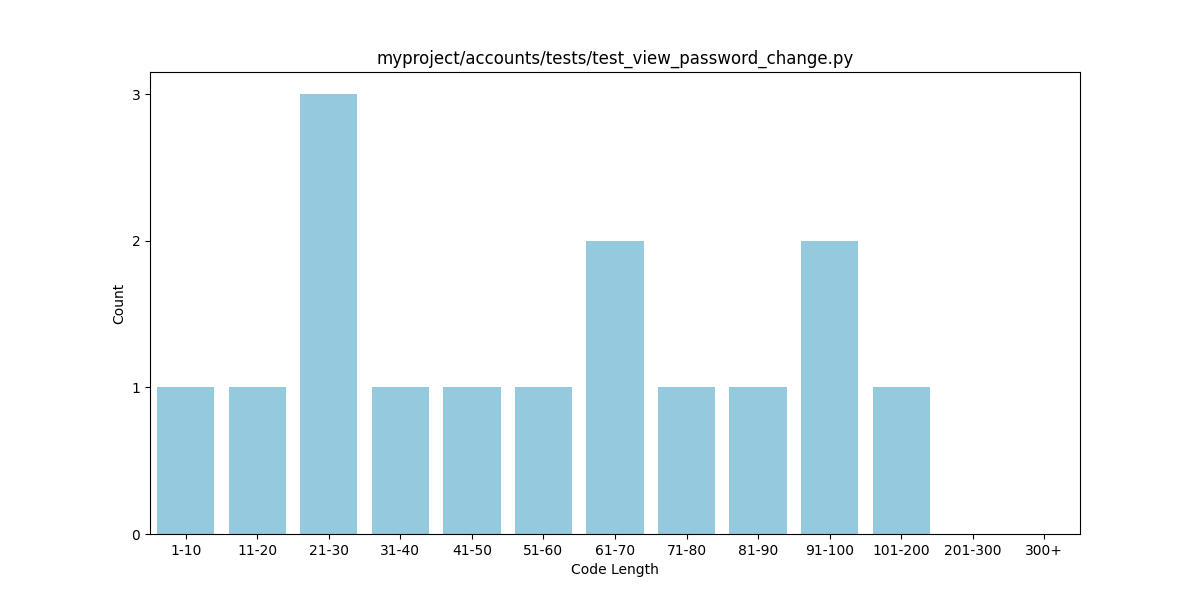 myproject/accounts/tests/test_view_password_change.py
3
2
1
0
Count
1-10 11-20 21-30 31-40 41-50 51-60 61-70 71-80 81-90 91-100 101-200 201-300 300+
Code Length